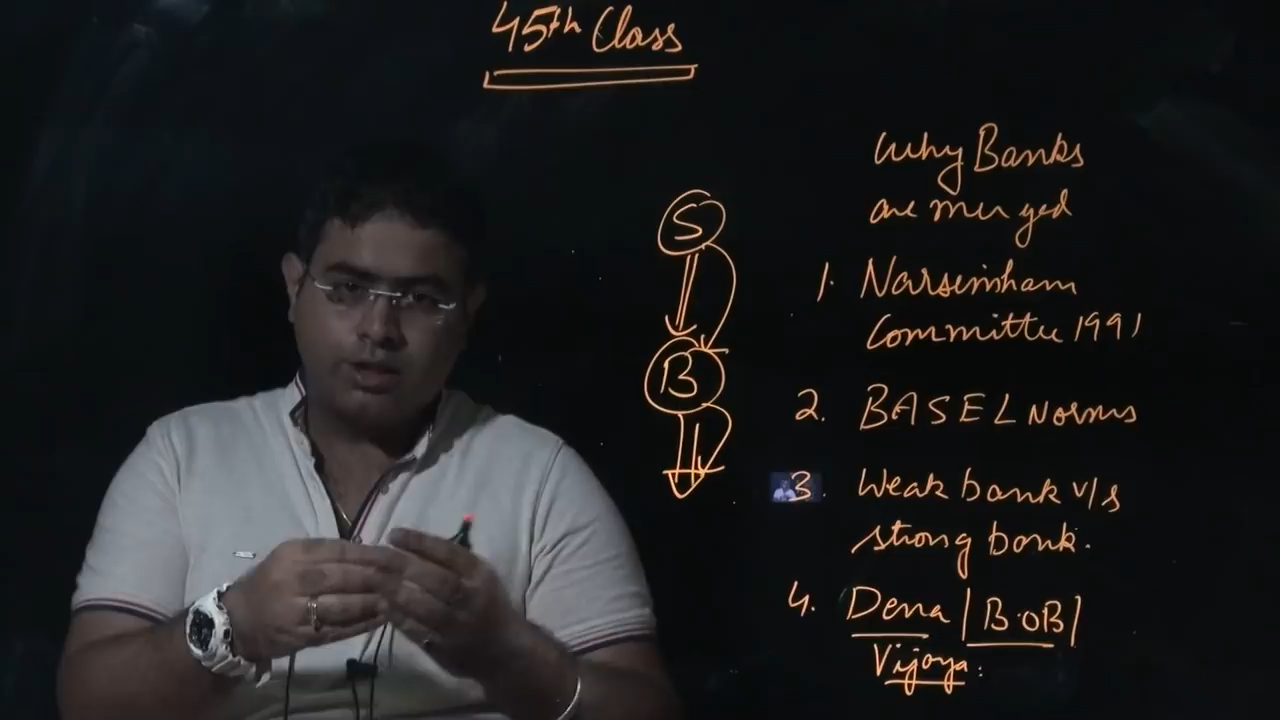 45th Class
Why Banks
are merged
S
1. Narsimham
Committee 1991
B
2. BASEL Norms
3. Weak bank v/s
strong bank.
4. Dena | B.OB |
Vijaya: